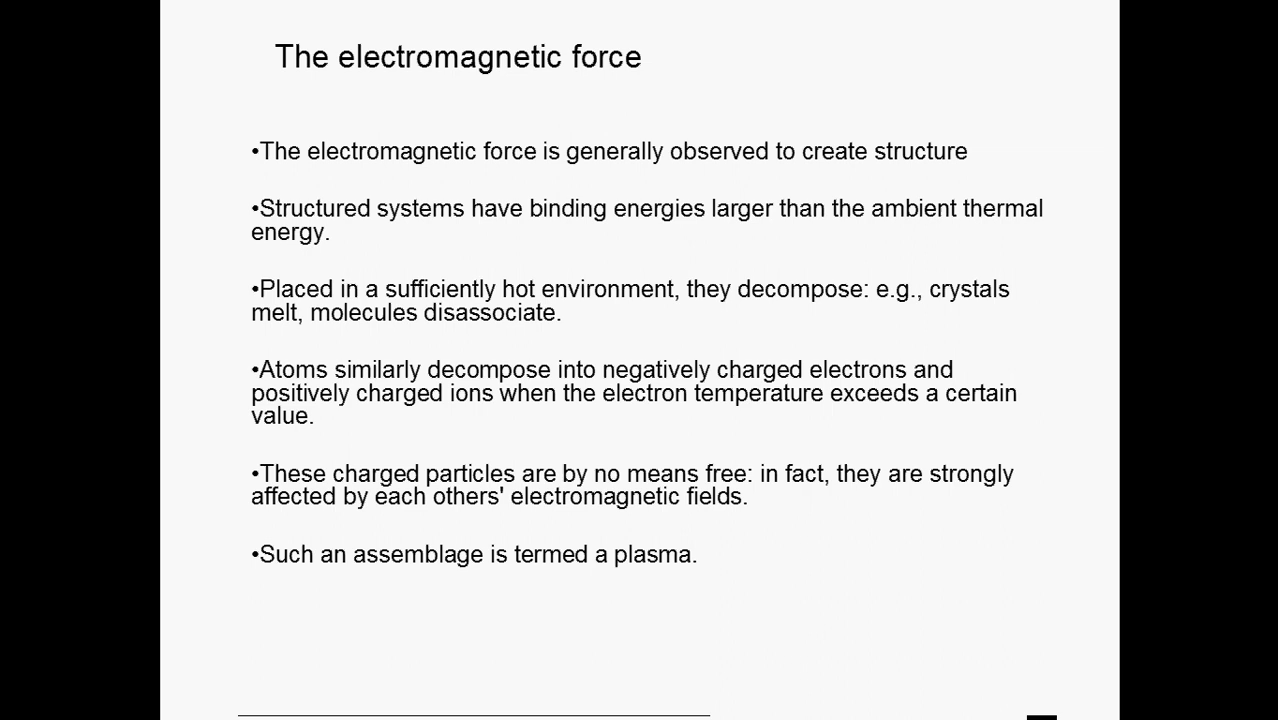 The electromagnetic force
•The electromagnetic force is generally observed to create structure
•Structured systems have binding energies larger than the ambient thermal
energy.
•Placed in a sufficiently hot environment, they decompose: e.g., crystals
melt, molecules disassociate.
•Atoms similarly decompose into negatively charged electrons and
positively charged ions when the electron temperature exceeds a certain
value.
•These charged particles are by no means free: in fact, they are strongly
affected by each others' electromagnetic fields.
•Such an assemblage is termed a plasma.